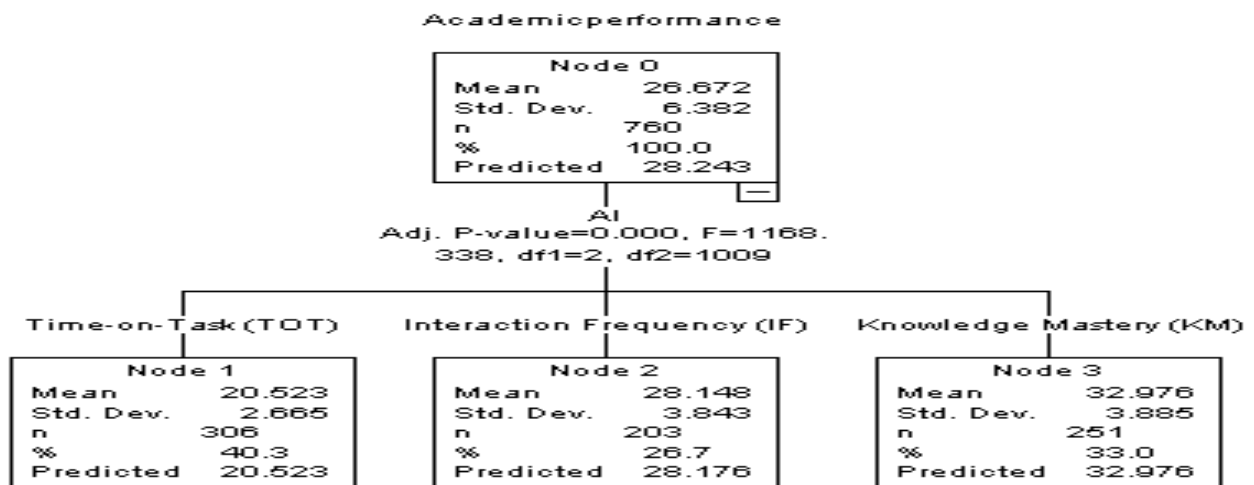 Academicperformance
Node 0
Mean 26.672
Std. Dev. 6.382
n 760
% 100.0
Predicted 28.243
AI
Adj. P-value=0.000, F=1168.
338, df1=2, df2=1009
Time-on-Task (TOT)
Interaction Frequency (IF)
Knowledge Mastery (KM)
Node 1
Mean 20.523
Std. Dev. 2.665
n 306
% 40.3
Predicted 20.523
Node 2
Mean 28.148
Std. Dev. 3.843
n 203
% 26.7
Predicted 28.176
Node 3
Mean 32.976
Std. Dev. 3.885
n 251
% 33.0
Predicted 32.976